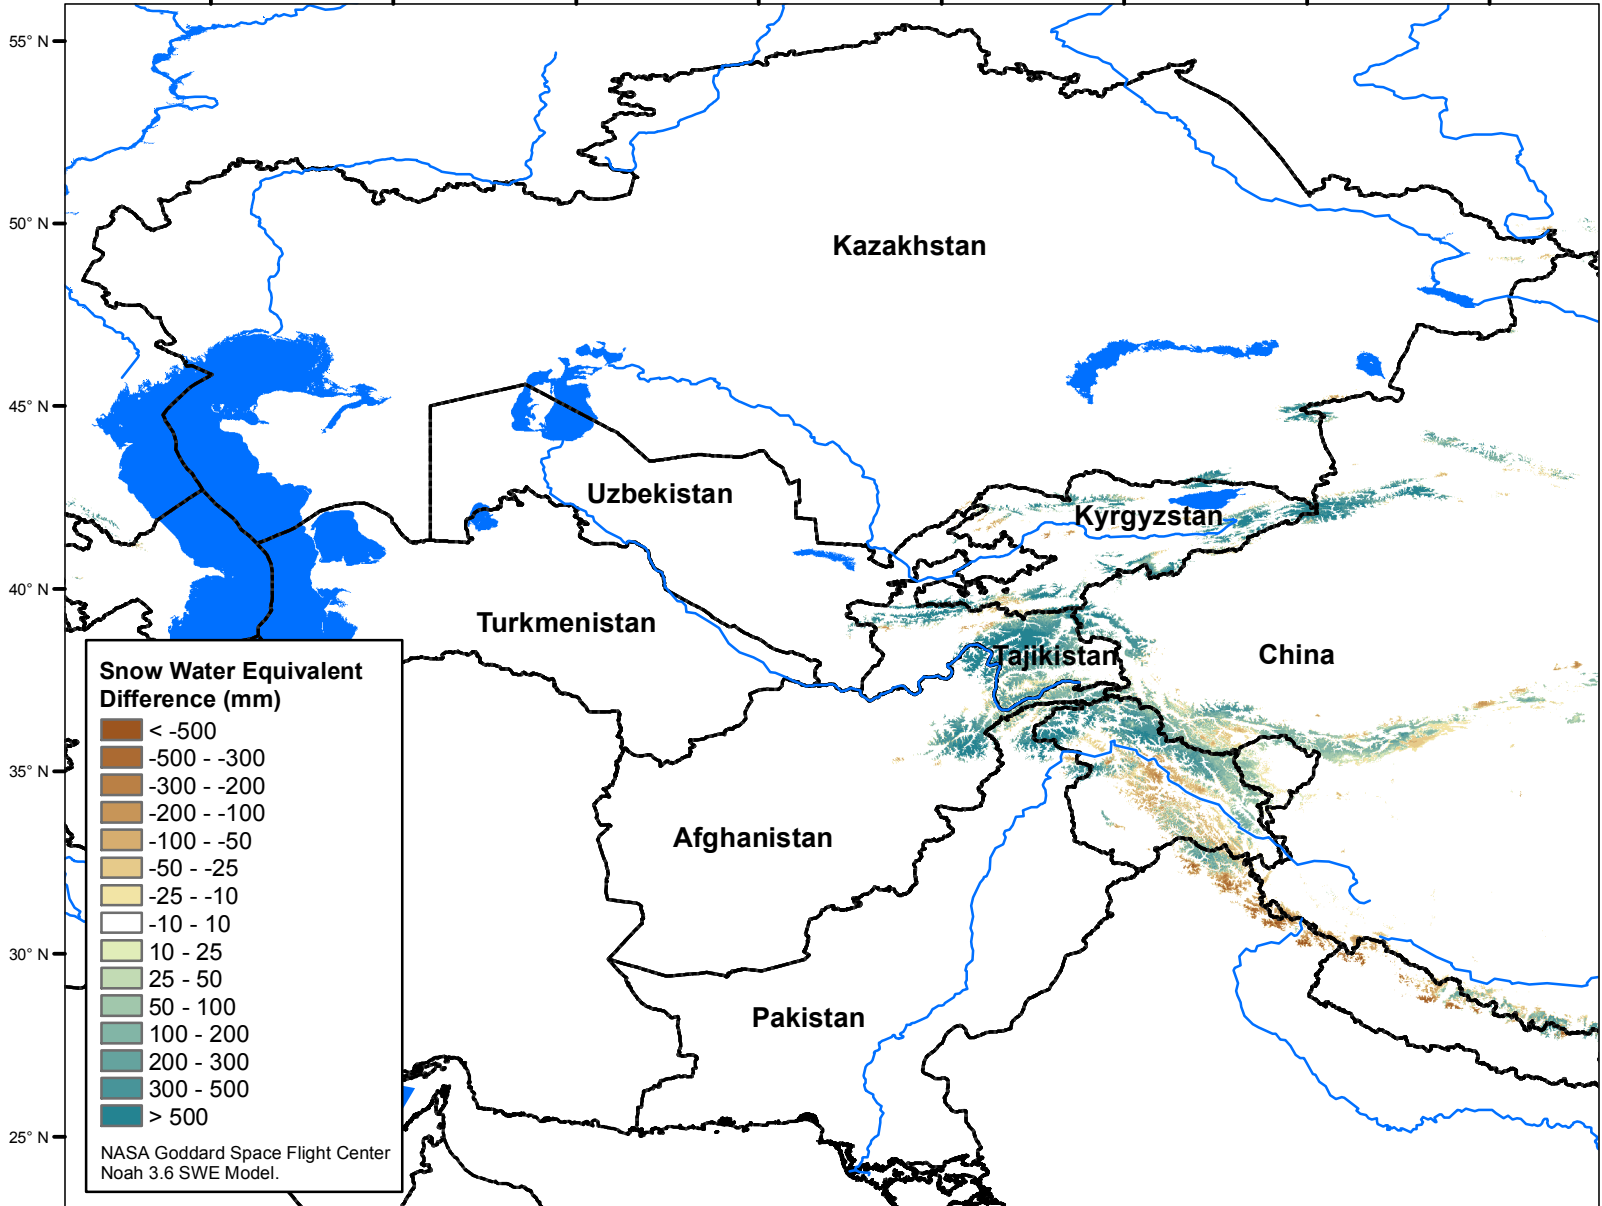 55° N
50° N
Kazakhstan
45° N
Uzbekistan
Kyrgyzstan
40° N
Turkmenistan
Tajikistan
China
35° N
Afghanistan
30° N
Pakistan
25° N
Snow Water Equivalent
Difference (mm)
< -500
-500 - -300
-300 - -200
-200 - -100
-100 - -50
-50 - -25
-25 - -10
-10 - 10
10 - 25
25 - 50
50 - 100
100 - 200
200 - 300
300 - 500
> 500
NASA Goddard Space Flight Center
Noah 3.6 SWE Model.